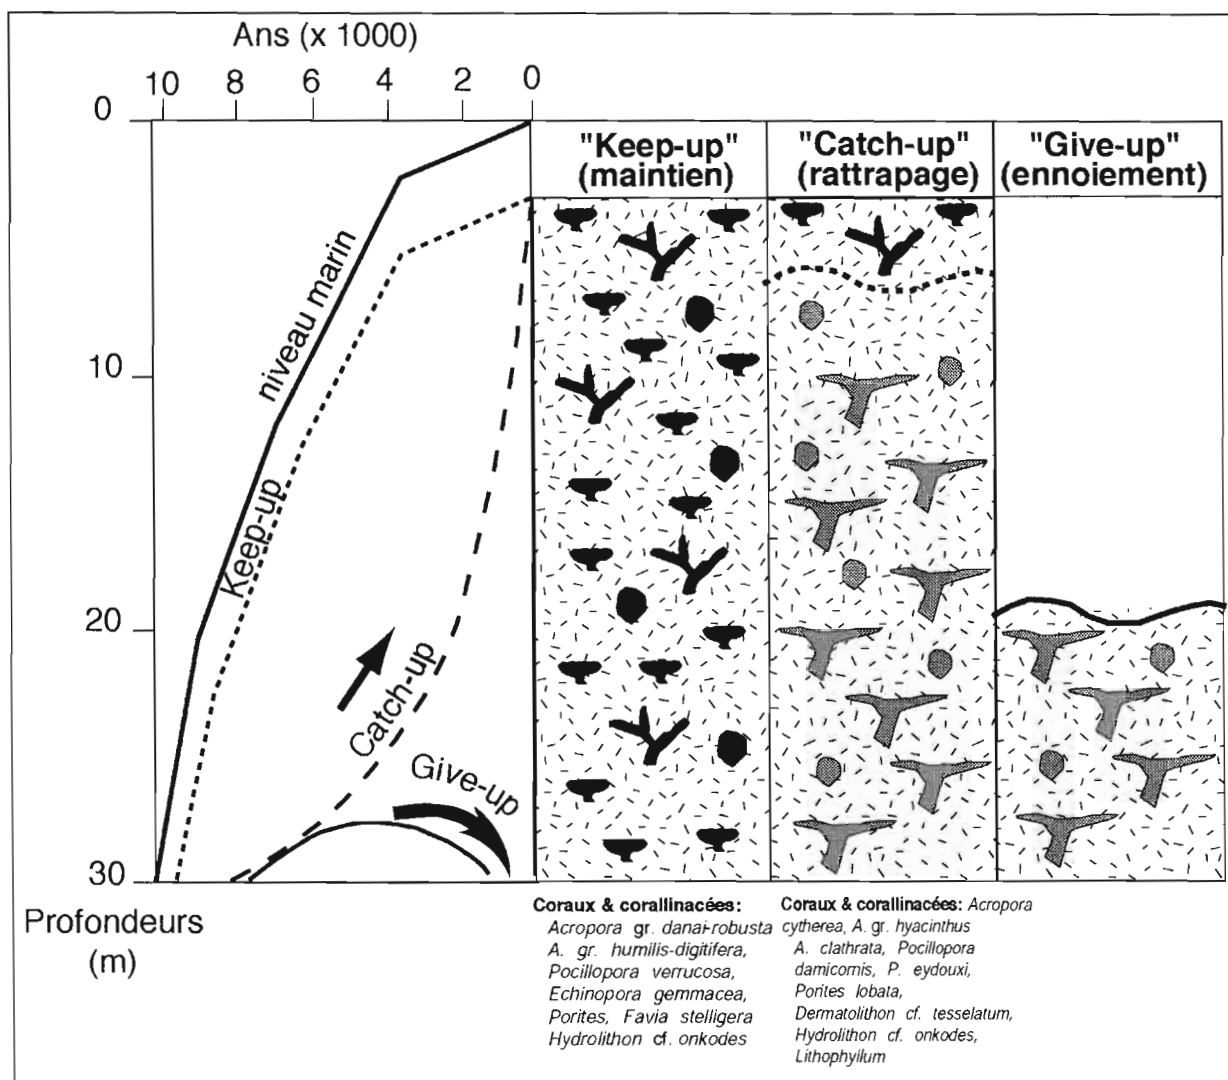 Ans (x 1000)
10 8 6 4 2 0
0
10
20
30
Profondeurs
(m)
niveau marin
Keep-up
Catch-up
Give-up
"Keep-up"
(maintien)
"Catch-up"
(rattrapage)
"Give-up"
(ennoiement)
Coraux & corallinacées:
Acropora gr. danai-robusta
A. gr. humilis-digitifera,
Pocillopora verrucosa,
Echinopora gemmacea,
Porites, Favia stelligera
Hydrolithon cf. onkodes
Coraux & corallinacées: Acropora
cytherea, A. gr. hyacinthus
A. clathrata, Pocillopora
damicornis, P. eydouxi,
Porites lobata,
Dermatolithon cf. tesselatum,
Hydrolithon cf. onkodes,
Lithophyllum